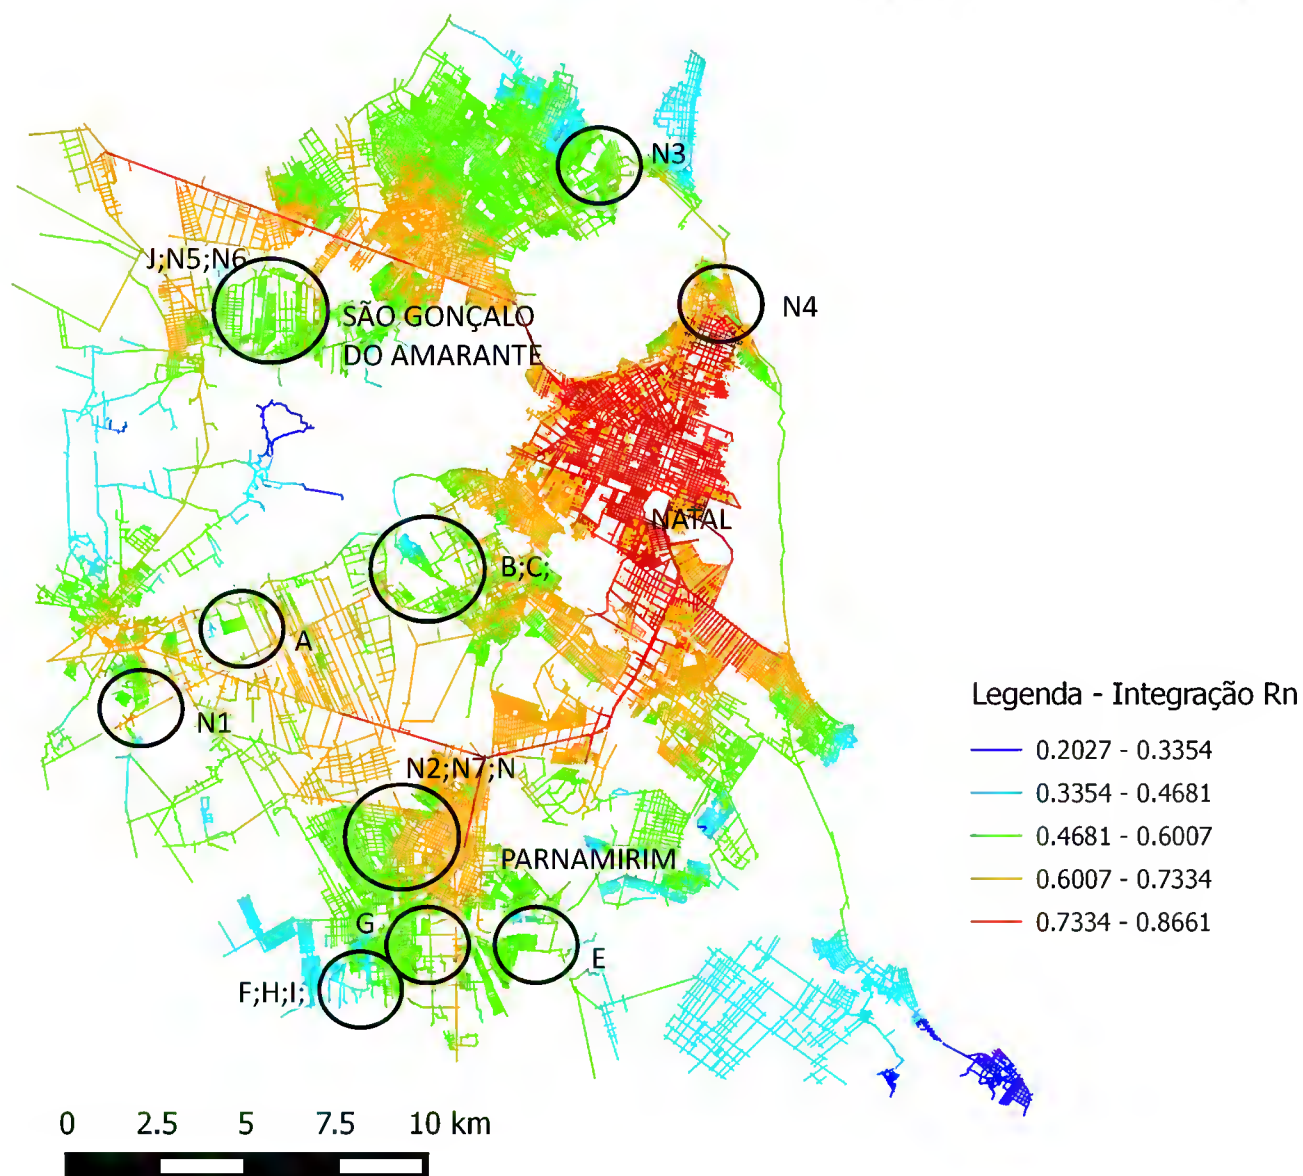 N3
J;N5;N6
N4
SÃO GONÇALO
DO AMARANTE
NATAL
B;C;
A
N1
N2;N7;N
PARNAMIRIM
G
E
F;H;I;
Legenda - Integração Rn
0.2027 - 0.3354
0.3354 - 0.4681
0.4681 - 0.6007
0.6007 - 0.7334
0.7334 - 0.8661
0 2.5 5 7.5 10 km